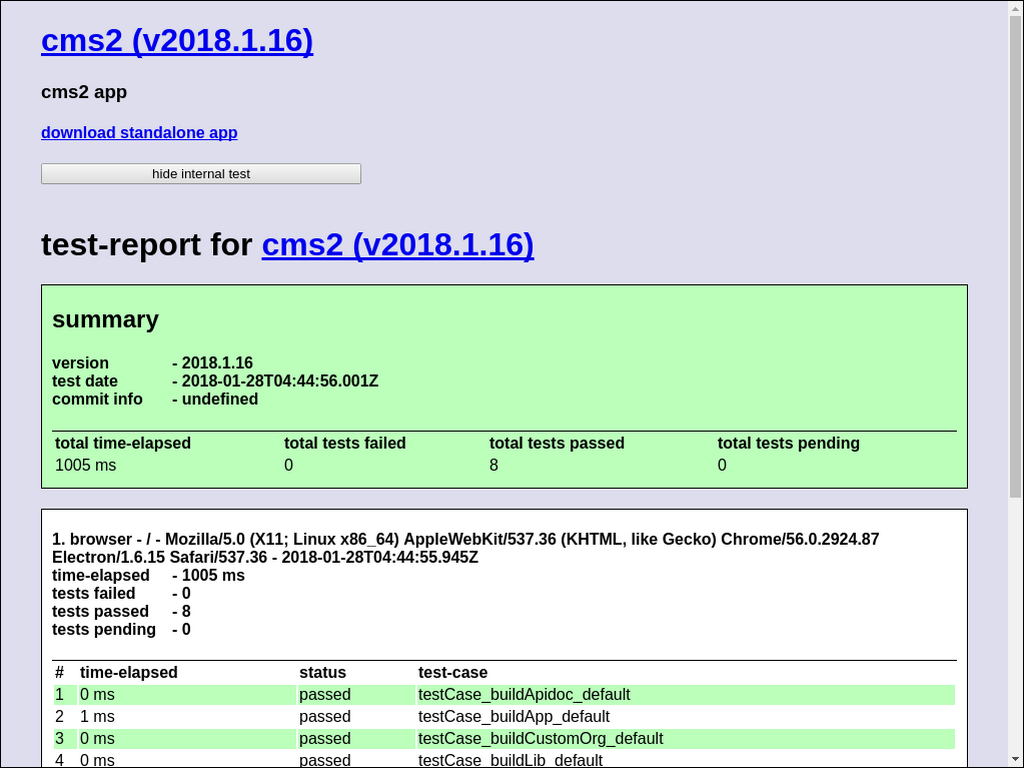 cms2 (v2018.1.16)
cms2 app
download standalone app
hide internal test
test-report for cms2 (v2018.1.16)
summary
version - 2018.1.16
test date - 2018-01-28T04:44:56.001Z
commit info - undefined
total time-elapsed total tests failed total tests passed total tests pending
1005 ms 0 8 0
1. browser - / - Mozilla/5.0 (X11; Linux x86_64) AppleWebKit/537.36 (KHTML, like Gecko) Chrome/56.0.2924.87
Electron/1.6.15 Safari/537.36 - 2018-01-28T04:44:55.945Z
time-elapsed - 1005 ms
tests failed - 0
tests passed - 8
tests pending - 0
# time-elapsed status test-case
1 0 ms passed testCase_buildApidoc_default
2 1 ms passed testCase_buildApp_default
3 0 ms passed testCase_buildCustomOrg_default
4 0 ms passed testCase_buildLib_default